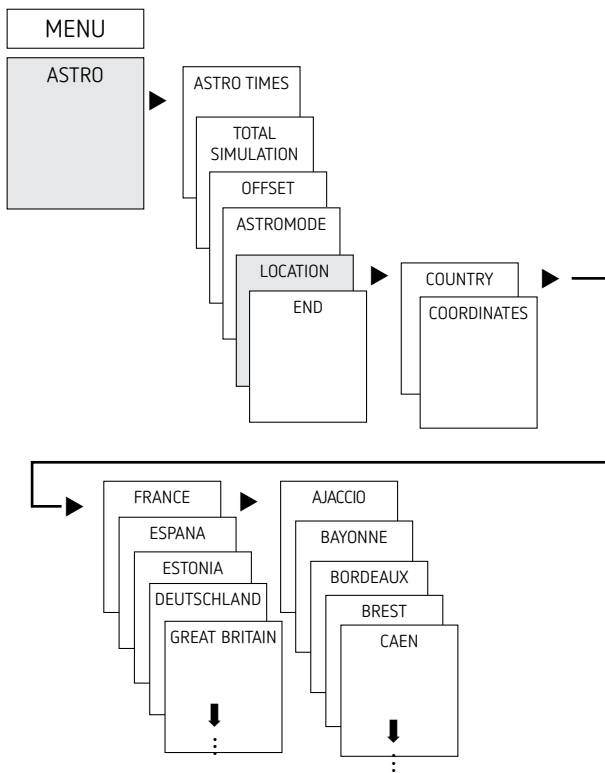 MENU
ASTRO
ASTRO TIMES
TOTAL
SIMULATION
OFFSET
ASTROMODE
LOCATION
END
COUNTRY
COORDINATES
FRANCE
ESPANA
ESTONIA
DEUTSCHLAND
GREAT BRITAIN
AJACCIO
BAYONNE
BORDEAUX
BREST
CAEN